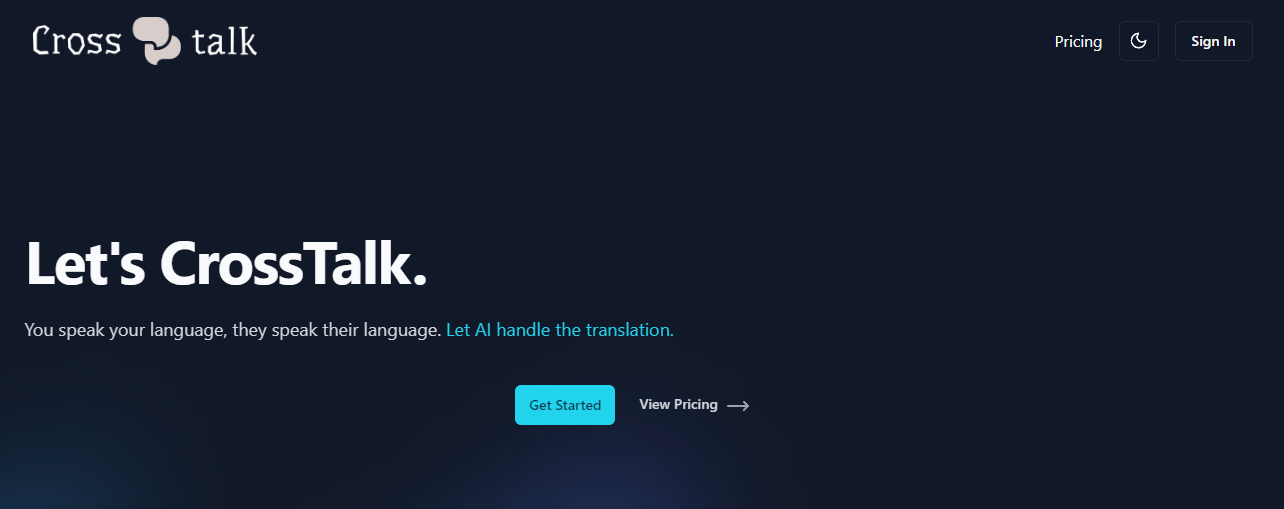 Cross talk
Pricing
Sign In
Let's CrossTalk.
You speak your language, they speak their language. Let AI handle the translation.
Get Started
View Pricing